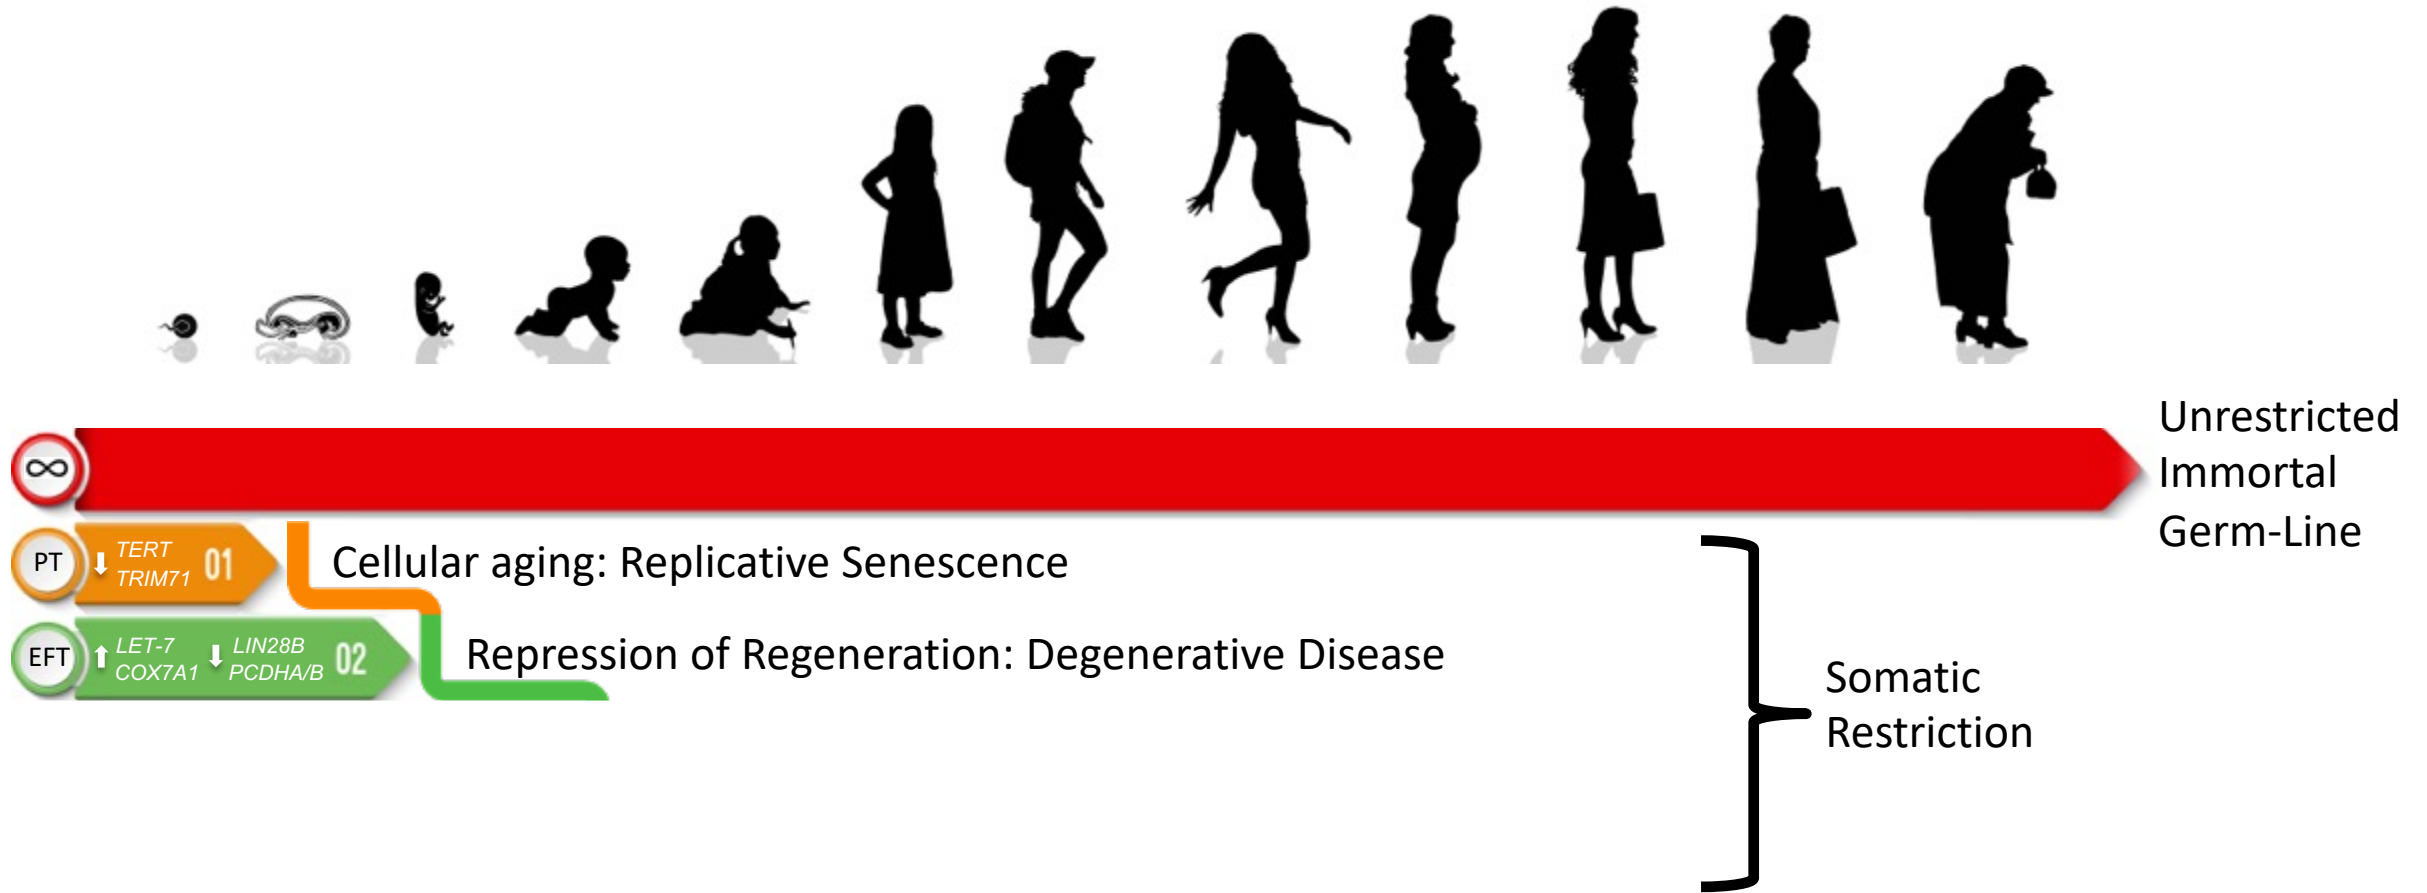 Unrestricted
Immortal
Germ-Line
∞
PT
⬇ TERT
TRIM71
01
Cellular aging: Replicative Senescence
EFT
⬆ LET-7
COX7A1
⬇ LIN28B
PCDHA/B
02
Repression of Regeneration: Degenerative Disease
Somatic
Restriction